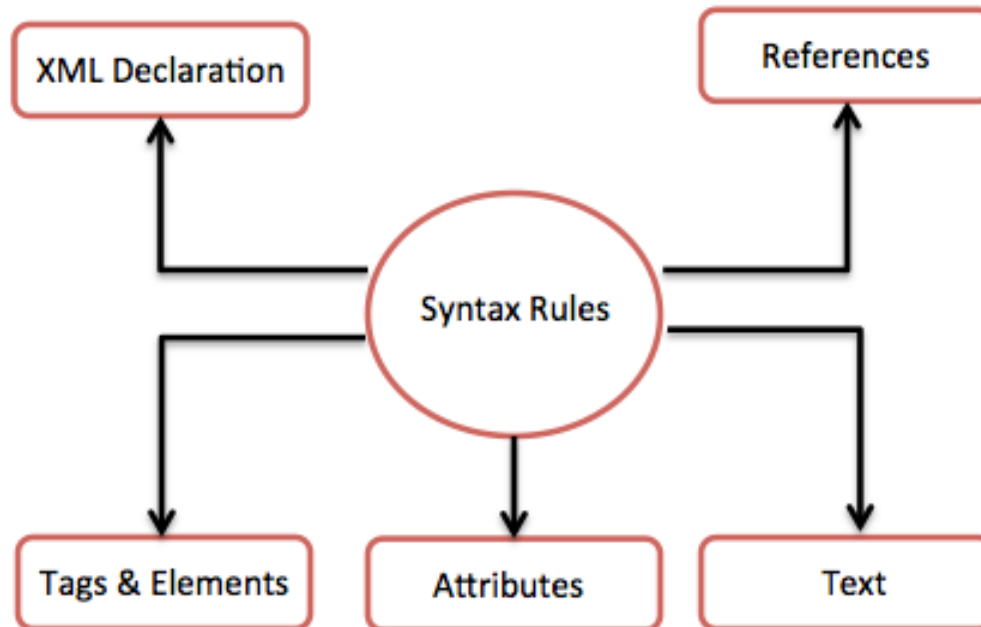 XML Declaration
References
Syntax Rules
Tags & Elements
Attributes
Text